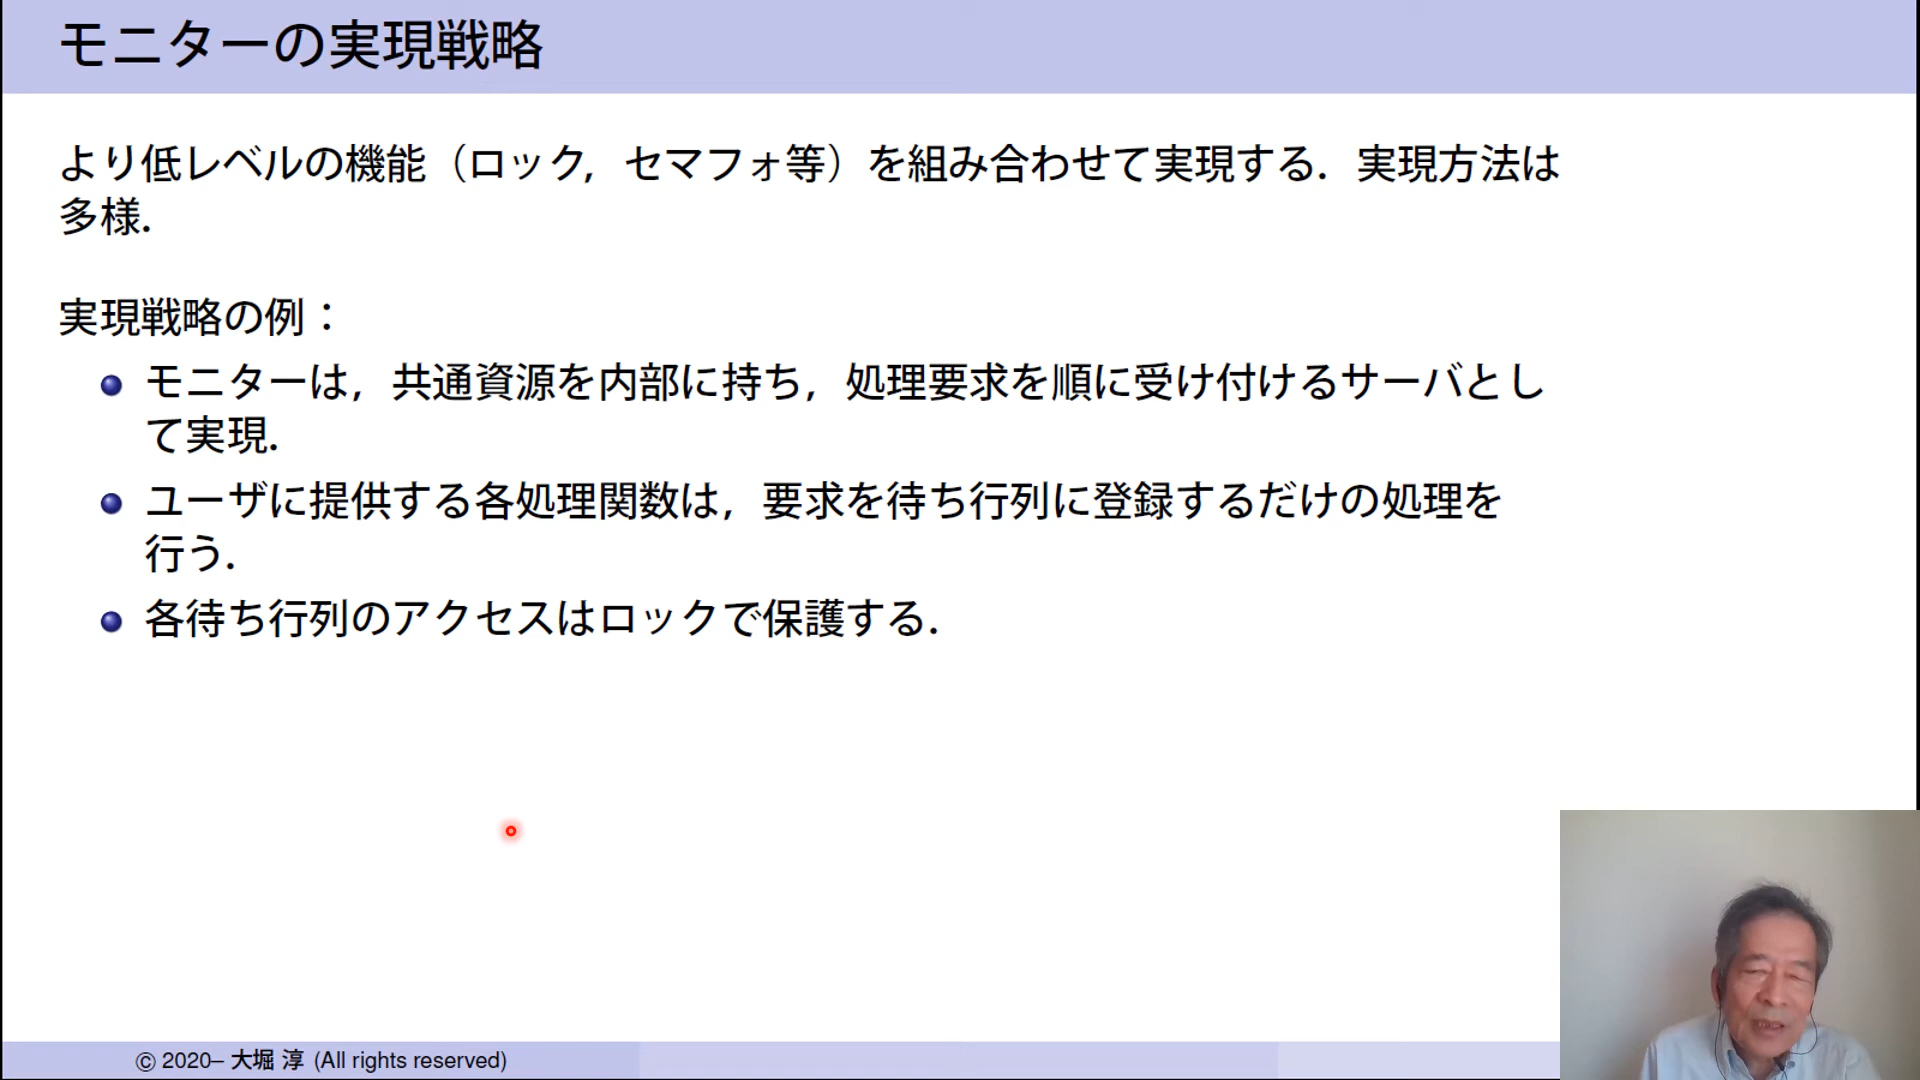 モニターの実現戦略
より低レベルの機能（ロック，セマフォ等）を組み合わせて実現する．実現方法は
多様．
実現戦略の例：
モニターは，共通資源を内部に持ち，処理要求を順に受け付けるサーバとし
て実現．
ユーザに提供する各処理関数は，要求を待ち行列に登録するだけの処理を
行う．
各待ち行列のアクセスはロックで保護する．
© 2020– 大堀 淳 (All rights reserved)